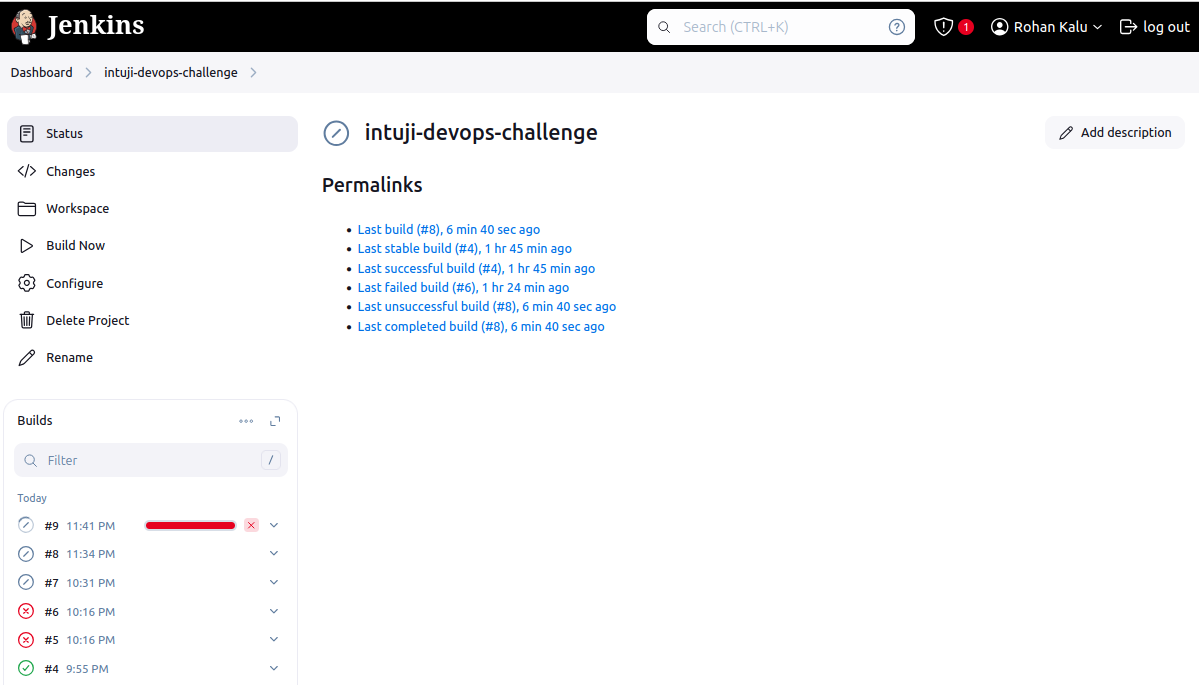 Jenkins
Search (CTRL+K)
1
Rohan Kalu
log out
Dashboard
intuji-devops-challenge
Status
Changes
Workspace
Build Now
Configure
Delete Project
Rename
Builds
Filter
/
Today
#9 11:41 PM
#8 11:34 PM
#7 10:31 PM
#6 10:16 PM
#5 10:16 PM
#4 9:55 PM
intuji-devops-challenge
Add description
Permalinks
Last build (#8), 6 min 40 sec ago
Last stable build (#4), 1 hr 45 min ago
Last successful build (#4), 1 hr 45 min ago
Last failed build (#6), 1 hr 24 min ago
Last unsuccessful build (#8), 6 min 40 sec ago
Last completed build (#8), 6 min 40 sec ago